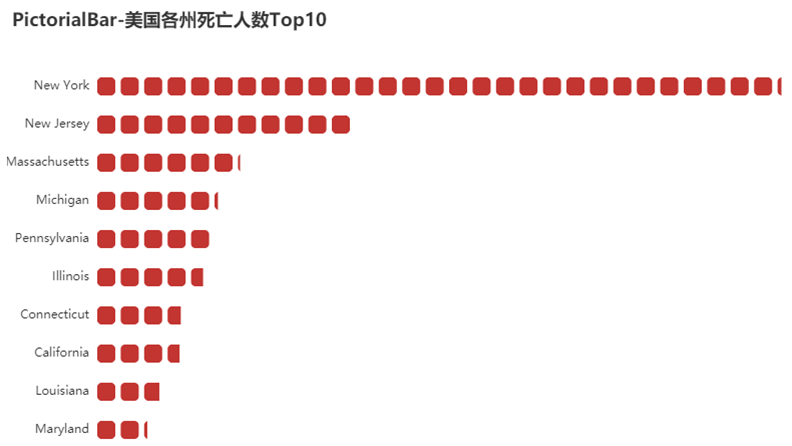 PictorialBar-美国各州死亡人数Top10
New York
New Jersey
Massachusetts
Michigan
Pennsylvania
Illinois
Connecticut
California
Louisiana
Maryland